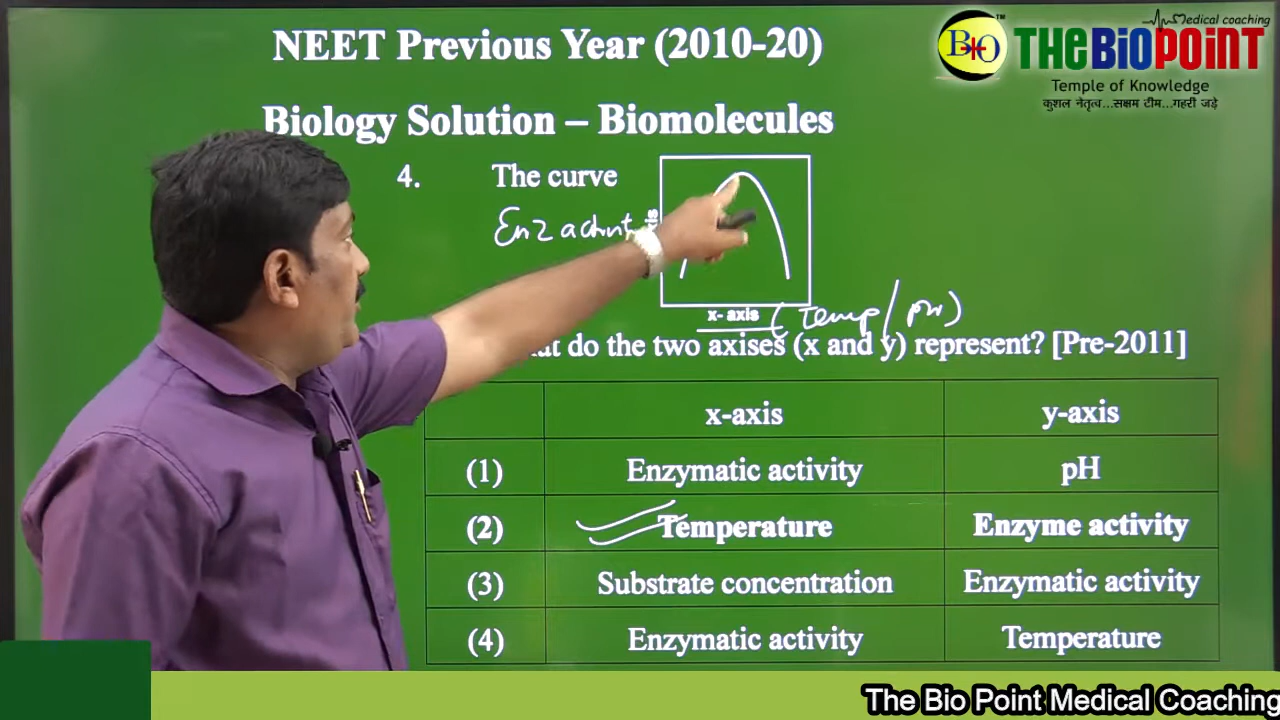 NEET Previous Year (2010-20)
Medical coaching
BIO THE BIO POINT™
Temple of Knowledge
कुशल नेतृत्व...सक्षम टीम...गहरी जड़े
Biology Solution – Biomolecules
4. The curve
Enz
x- axis (Temp/pH)
do the two axises (x and y) represent? [Pre-2011]
x-axis y-axis
(1) Enzymatic activity pH
(2) Temperature Enzyme activity
(3) Substrate concentration Enzymatic activity
(4) Enzymatic activity Temperature
The Bio Point Medical Coaching